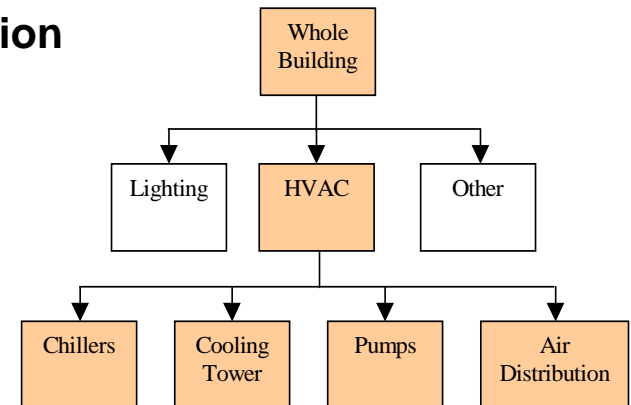 ion
Whole
Building
Lighting
HVAC
Other
Chillers
Cooling
Tower
Pumps
Air
Distribution